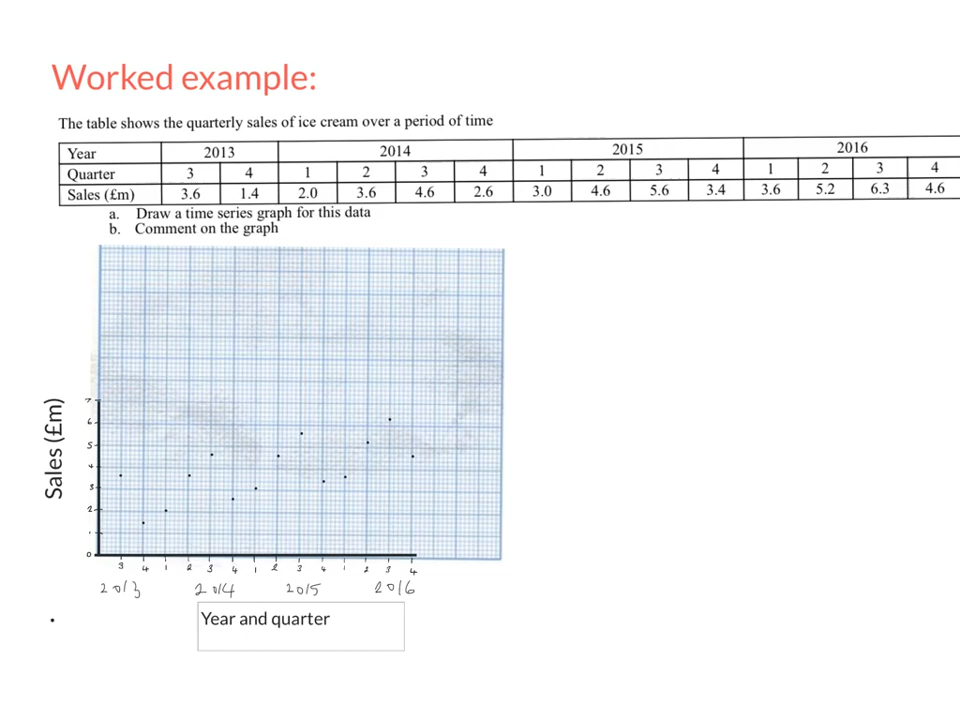 Worked example:
The table shows the quarterly sales of ice cream over a period of time
Year 2013 2014 2015 2016
Quarter 3 4 1 2 3 4 1 2 3 4 1 2 3 4
Sales (£m) 3.6 1.4 2.0 3.6 4.6 2.6 3.0 4.6 5.6 3.4 3.6 5.2 6.3 4.6
a. Draw a time series graph for this data
b. Comment on the graph
Sales (£m)
7
6
5
4
3
2
1
0
3 4 1 2 3 4 1 2 3 4 1 2 3 4
2013 2014 2015 2016
Year and quarter